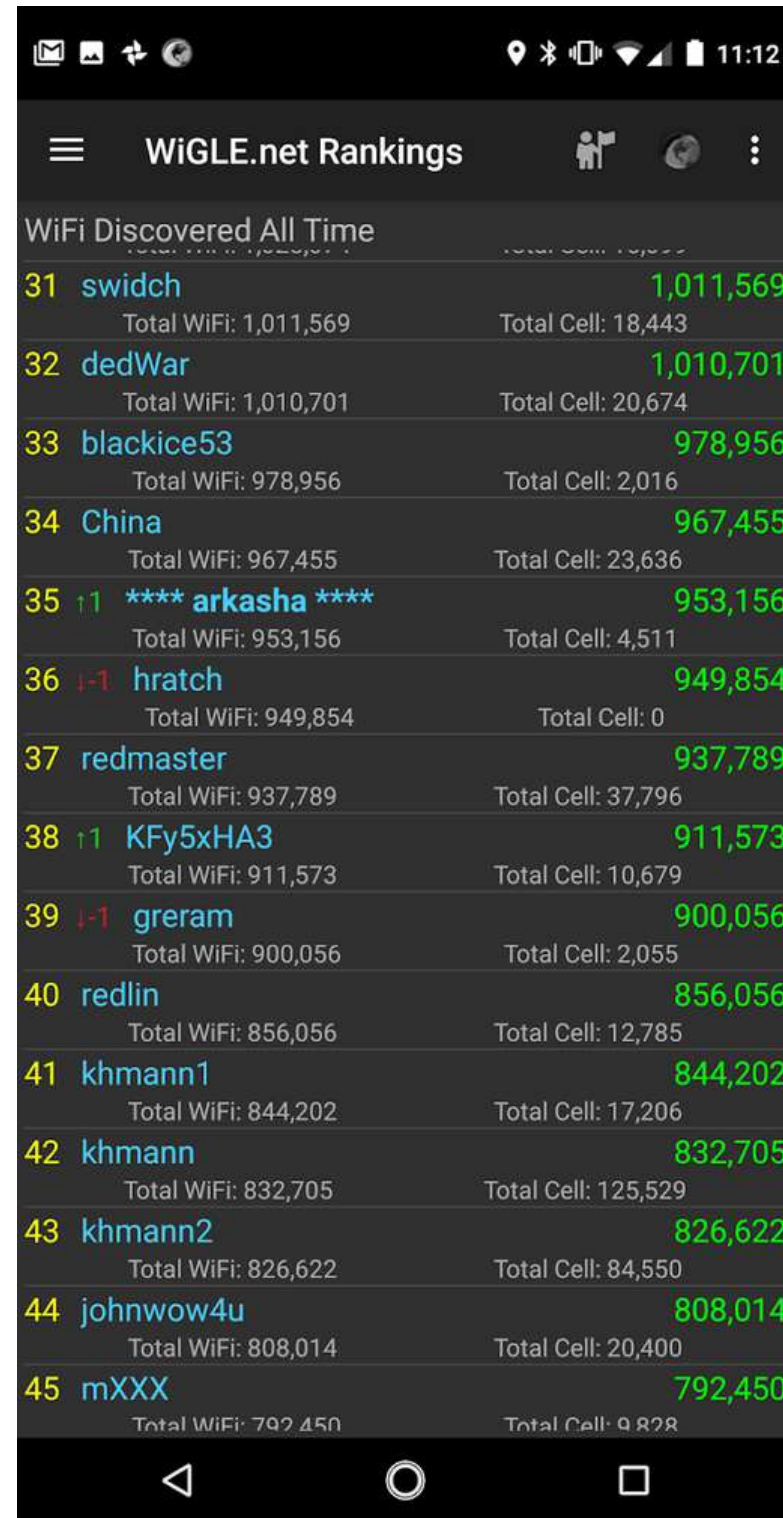 11:12
WiGLE.net Rankings
WiFi Discovered All Time
31 swidch 1,011,569
Total WiFi: 1,011,569 Total Cell: 18,443
32 dedWar 1,010,701
Total WiFi: 1,010,701 Total Cell: 20,674
33 blackice53 978,956
Total WiFi: 978,956 Total Cell: 2,016
34 China 967,455
Total WiFi: 967,455 Total Cell: 23,636
35 ↑1 **** arkasha **** 953,156
Total WiFi: 953,156 Total Cell: 4,511
36 ↓-1 hratch 949,854
Total WiFi: 949,854 Total Cell: 0
37 redmaster 937,789
Total WiFi: 937,789 Total Cell: 37,796
38 ↑1 KFy5xHA3 911,573
Total WiFi: 911,573 Total Cell: 10,679
39 ↓-1 greram 900,056
Total WiFi: 900,056 Total Cell: 2,055
40 redlin 856,056
Total WiFi: 856,056 Total Cell: 12,785
41 khmann1 844,202
Total WiFi: 844,202 Total Cell: 17,206
42 khmann 832,705
Total WiFi: 832,705 Total Cell: 125,529
43 khmann2 826,622
Total WiFi: 826,622 Total Cell: 84,550
44 johnwow4u 808,014
Total WiFi: 808,014 Total Cell: 20,400
45 mXXX 792,450
Total WiFi: 792,450 Total Cell: 9,828